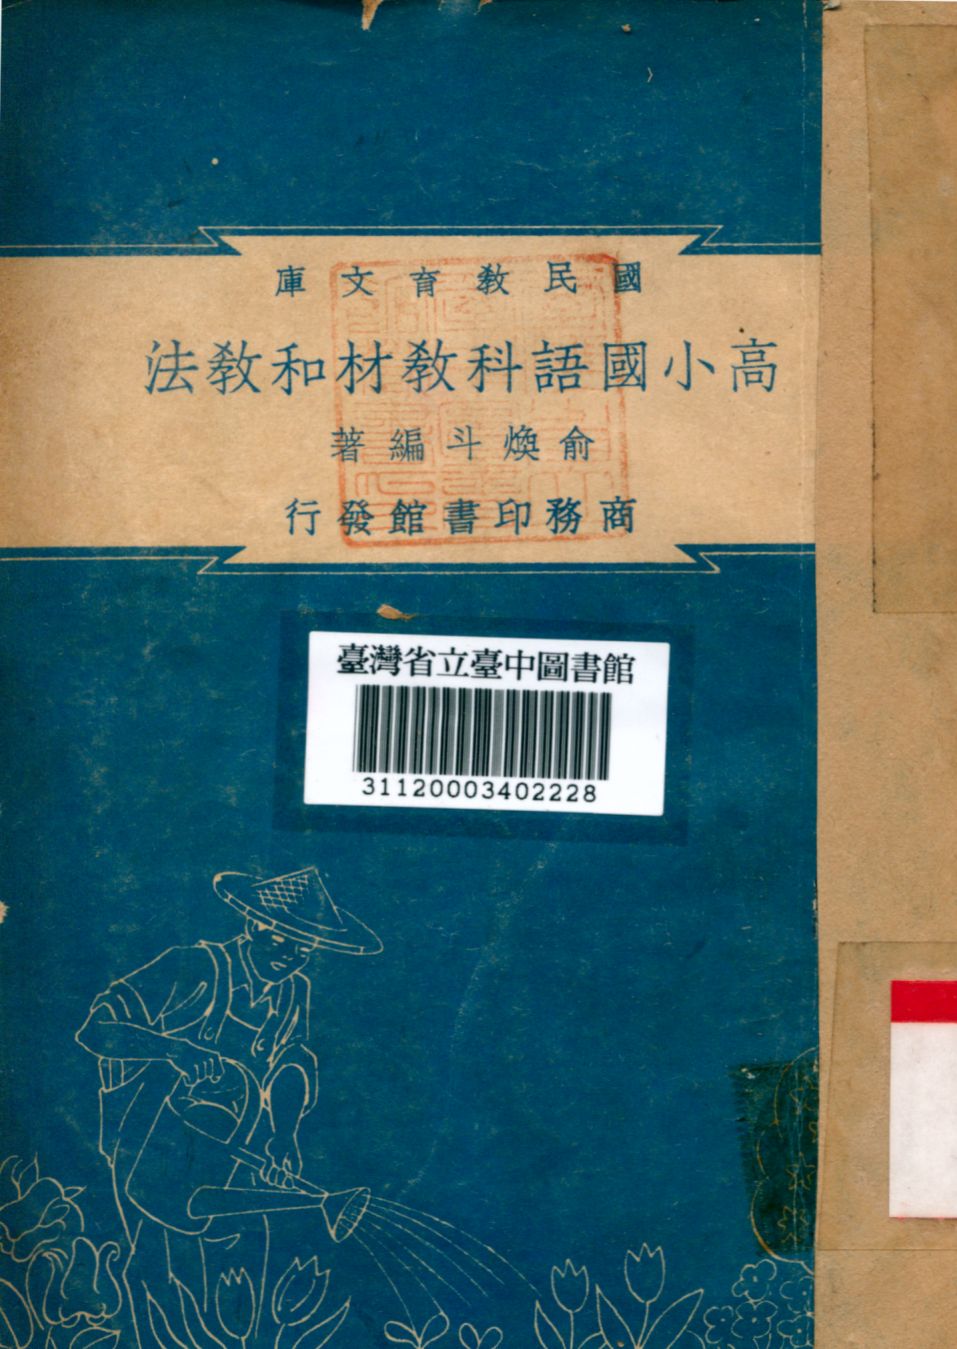 國民教育文庫
高小國語科教材和教法
俞煥斗編著
商務印書館發行
臺灣省立臺中圖書館
31120003402228